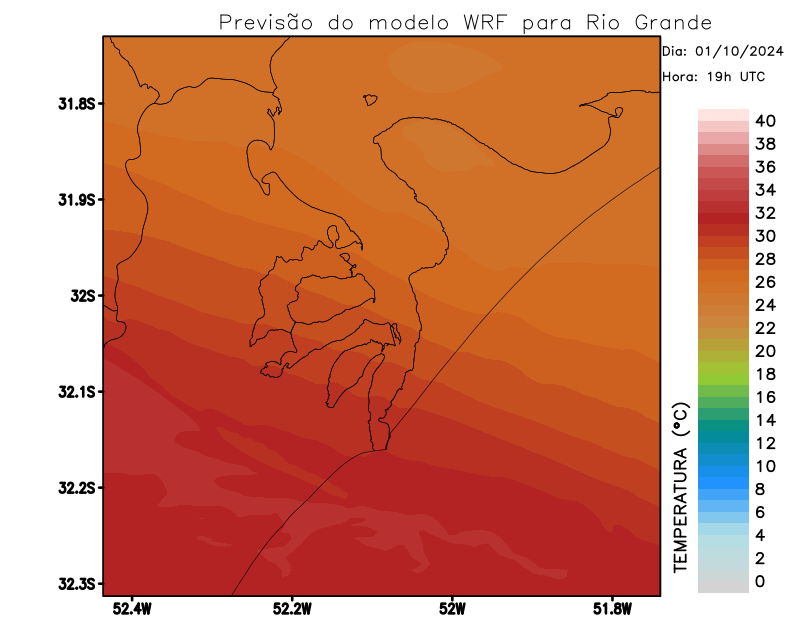 Previsão do modelo WRF para Rio Grande
Dia: 01/10/2024
Hora: 19h UTC
31.8S
31.9S
32S
32.1S
32.2S
32.3S
52.4W
52.2W
52W
51.8W
40
38
36
34
32
30
28
26
24
22
20
18
16
14
12
10
8
6
4
2
0
TEMPERATURA (°C)